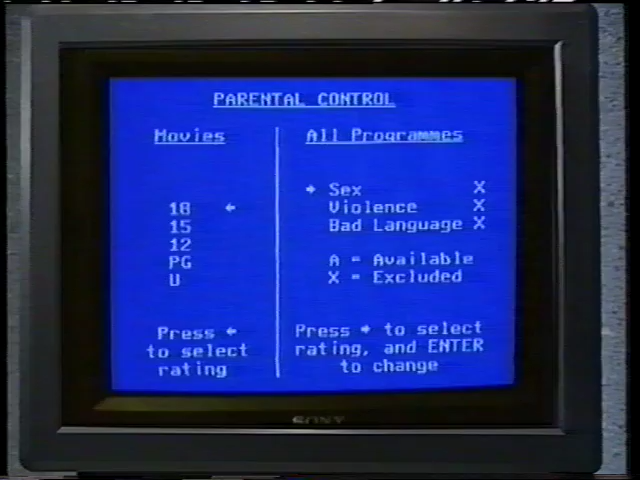 PARENTAL CONTROL
Movies
18 ←
15
12
PG
U
Press ←
to select
rating
All Programmes
→ Sex X
Violence X
Bad Language X
A = Available
X = Excluded
Press → to select
rating, and ENTER
to change
SONY